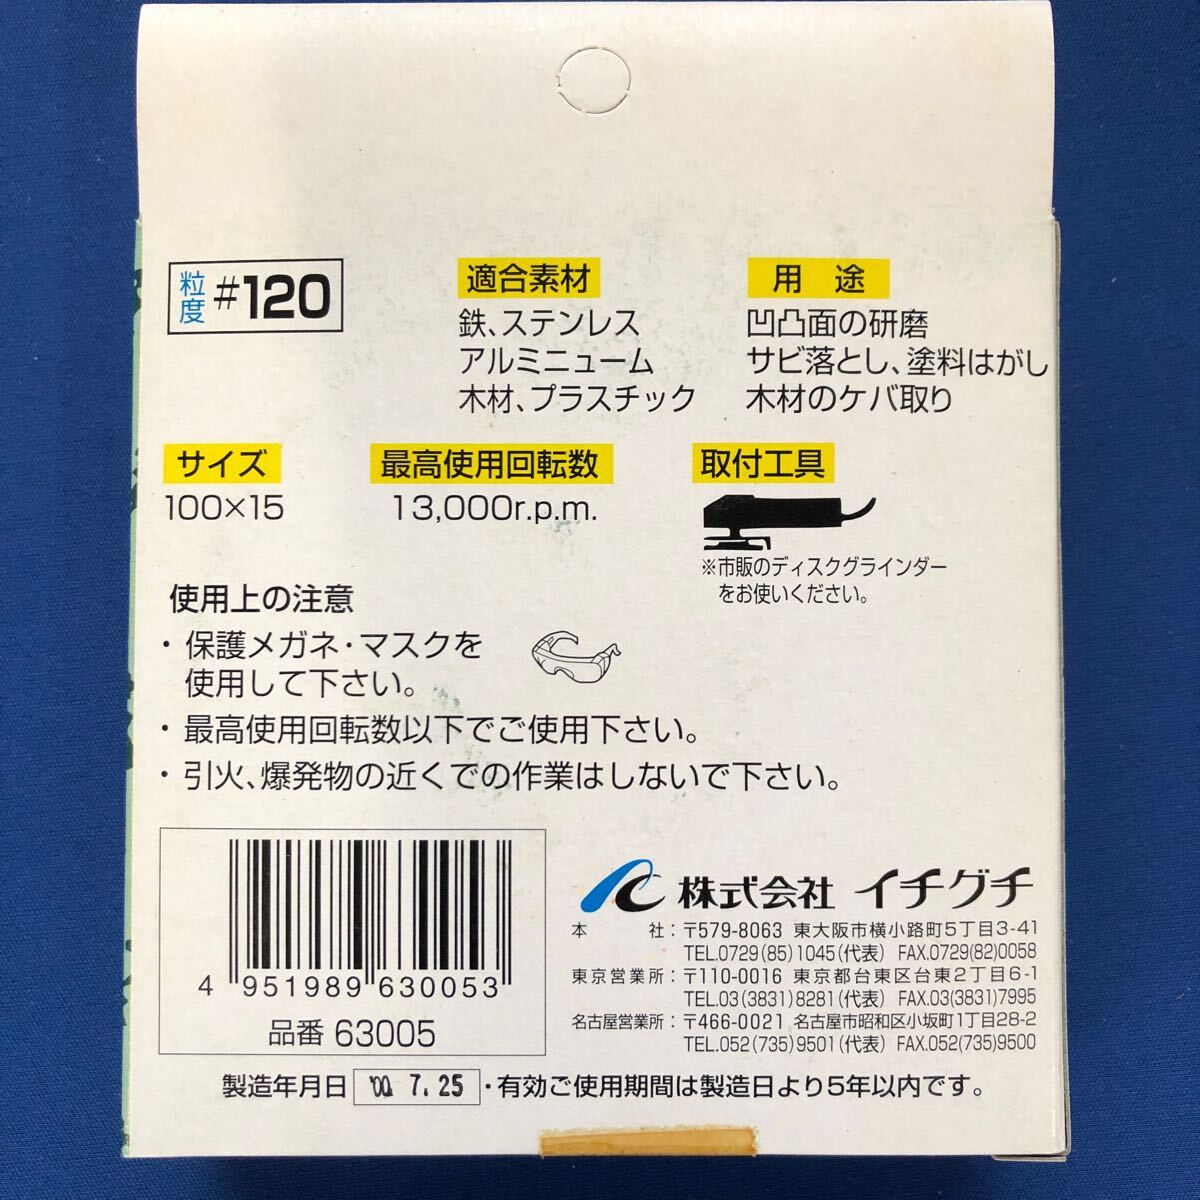 粒度 #120
適合素材
鉄、ステンレス
アルミニューム
木材、プラスチック
用 途
凹凸面の研磨
サビ落とし、塗料はがし
木材のケバ取り
サイズ
100×15
最高使用回転数
13,000r.p.m.
取付工具
※市販のディスクグラインダー
をお使いください。
使用上の注意
・保護メガネ・マスクを
使用して下さい。
・最高使用回転数以下でご使用下さい。
・引火、爆発物の近くでの作業はしないで下さい。
4 951989 630053
品番 63005
株式会社 イチグチ
本 社：〒579-8063 東大阪市横小路町5丁目3-41
TEL.0729(85)1045(代表) FAX.0729(82)0058
東京営業所：〒110-0016 東京都台東区台東2丁目6-1
TEL.03(3831)8281(代表) FAX.03(3831)7995
名古屋営業所：〒466-0021 名古屋市昭和区小坂町1丁目28-2
TEL.052(735)9501(代表) FAX.052(735)9500
製造年月日 '00 7.25 ・有効ご使用期間は製造日より5年以内です。